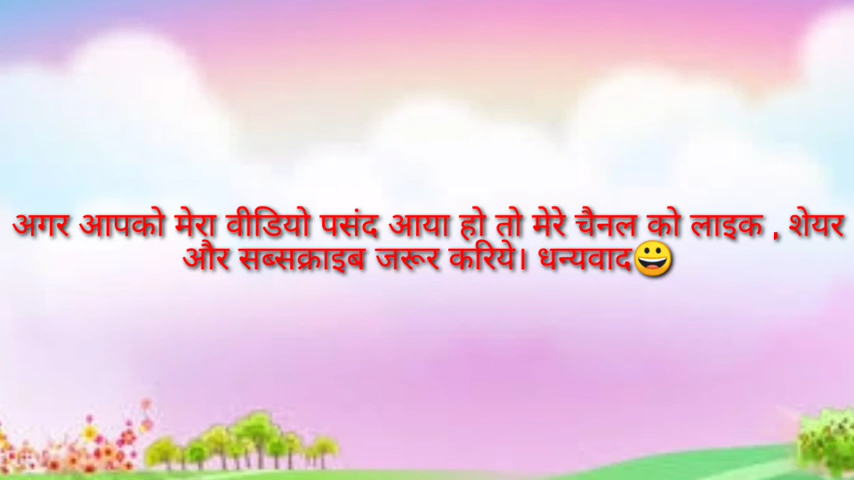 अगर आपको मेरा वीडियो पसंद आया हो तो मेरे चैनल को लाइक , शेयर
और सब्सक्राइब जरूर करिये। धन्यवाद😀